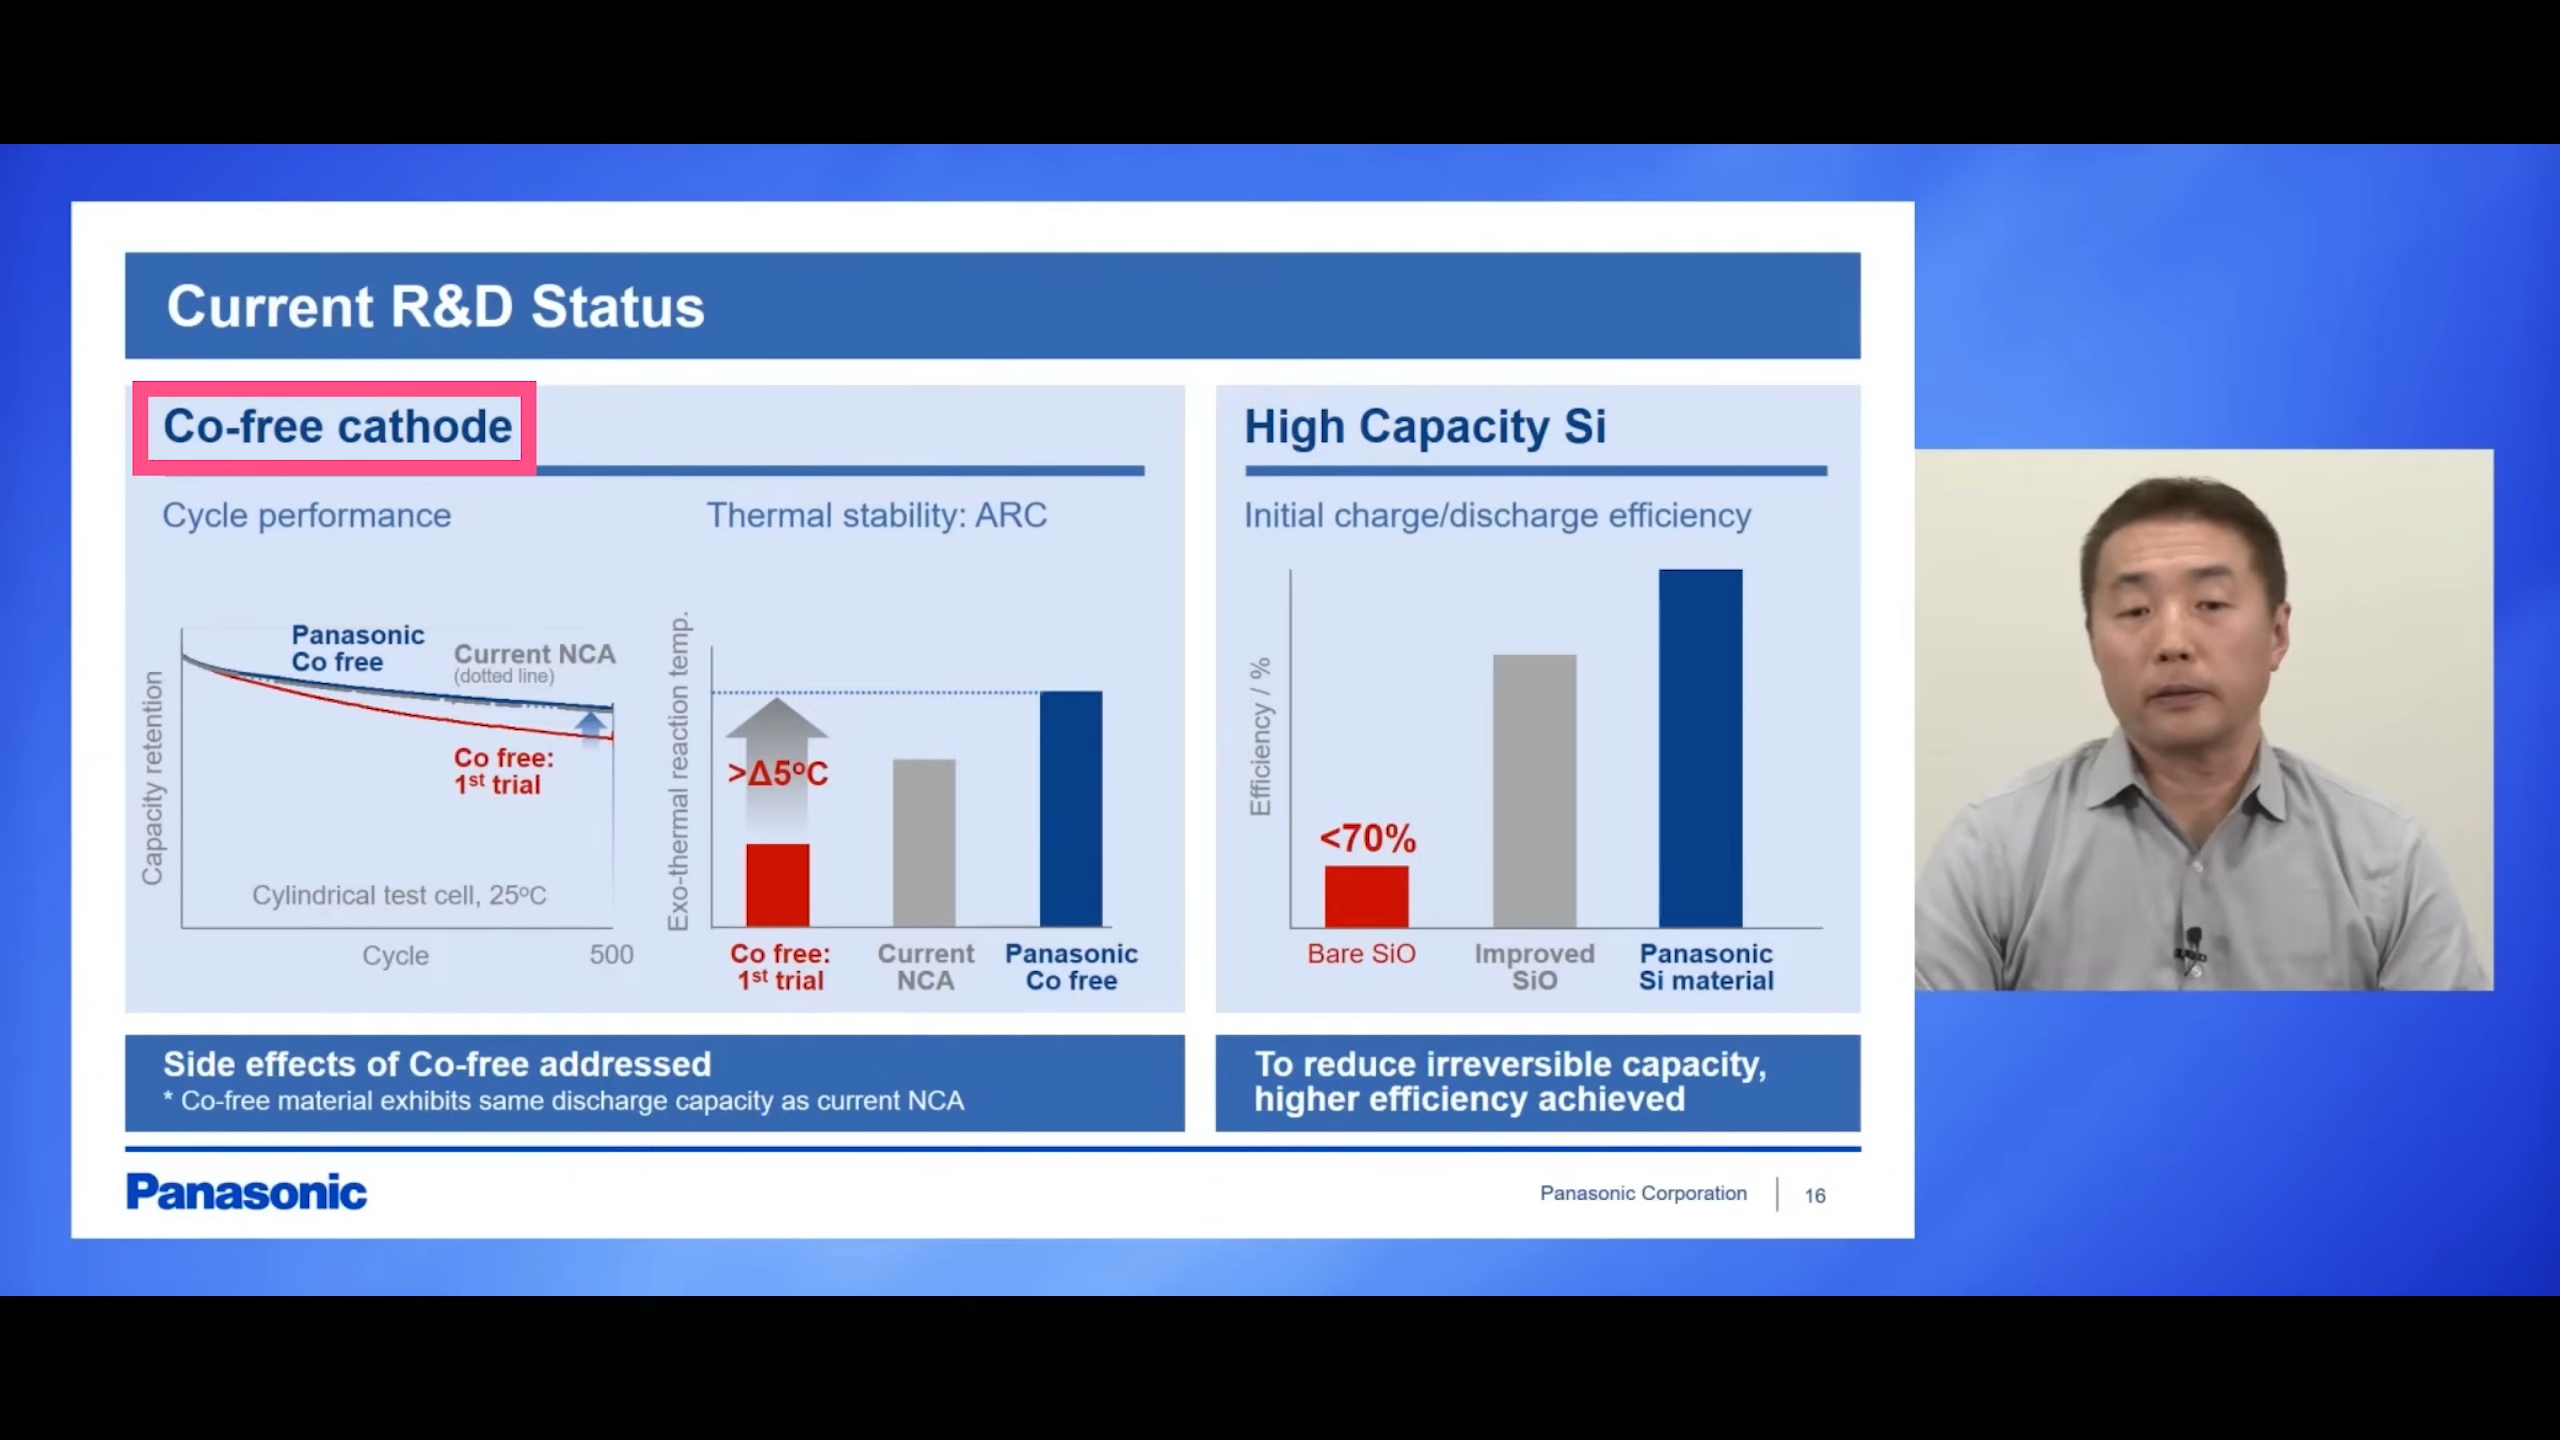 Current R&D Status
Co-free cathode
Cycle performance
Thermal stability: ARC
Capacity retention
Panasonic
Co free
Current NCA
(dotted line)
Co free:
1st trial
Cylindrical test cell, 25ºC
Cycle
500
Exo-thermal reaction temp.
>Δ5ºC
Co free:
1st trial
Current
NCA
Panasonic
Co free
Side effects of Co-free addressed
* Co-free material exhibits same discharge capacity as current NCA
High Capacity Si
Initial charge/discharge efficiency
Efficiency / %
<70%
Bare SiO
Improved
SiO
Panasonic
Si material
To reduce irreversible capacity,
higher efficiency achieved
Panasonic
Panasonic Corporation
16